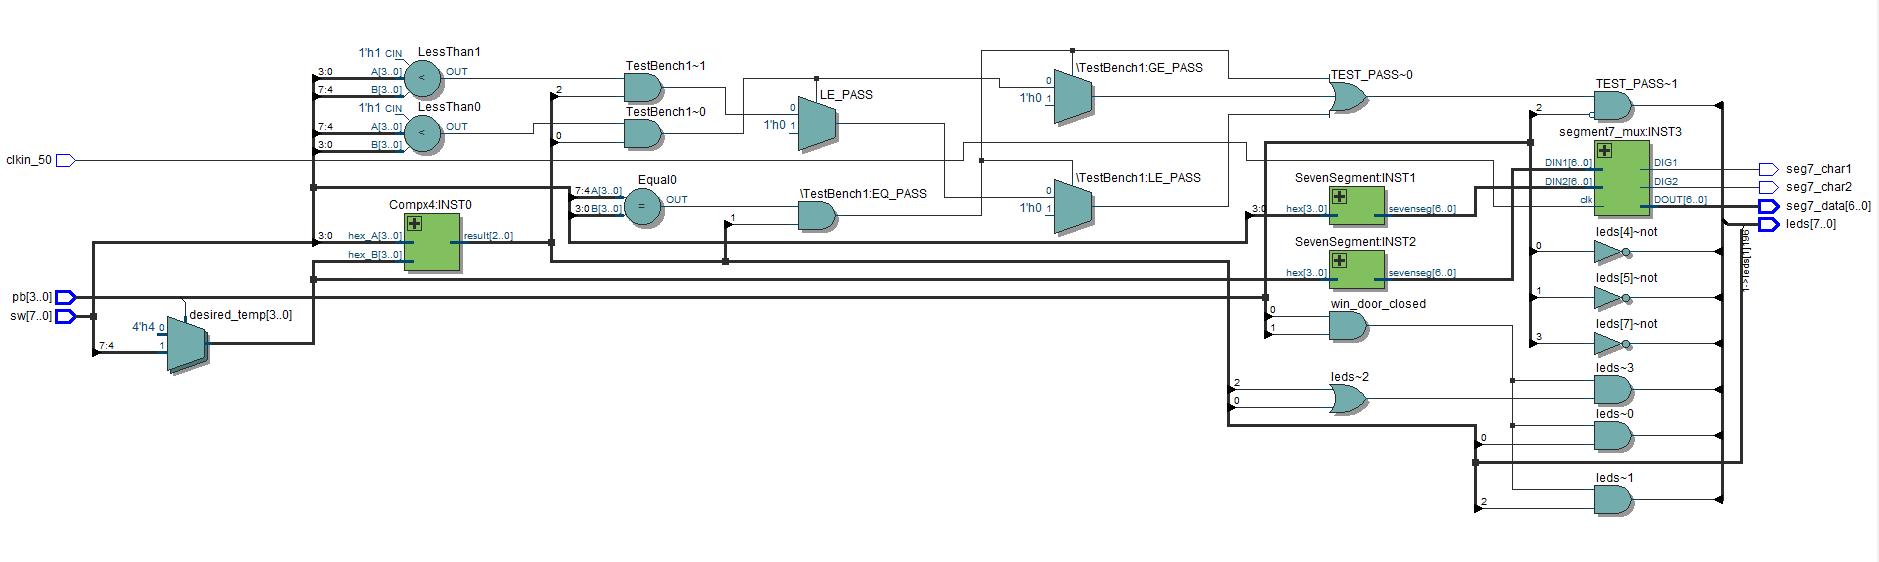 1'h1 CIN
LessThan1
3:0
A[3..0]
OUT
7:4
B[3..0]
1'h1 CIN
LessThan0
7:4
A[3..0]
OUT
3:0
B[3..0]
clkin_50
TestBench1~1
2
TestBench1~0
0
LE_PASS
0
1'h0 1
\TestBench1:GE_PASS
0
1'h0 1
TEST_PASS~0
TEST_PASS~1
2
Equal0
7:4 A[3..0]
OUT
3:0 B[3..0]
\TestBench1:EQ_PASS
1
\TestBench1:LE_PASS
0
1'h0 1
Compx4:INST0
3:0
hex_A[3..0]
result[2..0]
hex_B[3..0]
SevenSegment:INST1
3:0
hex[3..0]
sevenseg[6..0]
SevenSegment:INST2
hex[3..0]
sevenseg[6..0]
segment7_mux:INST3
DIN1[6..0]
DIG1
DIN2[6..0]
DIG2
clk
DOUT[6..0]
seg7_char1
seg7_char2
seg7_data[6..0]
leds[7..0]
1->leds[1]196
leds[4]~not
0
leds[5]~not
1
leds[7]~not
3
pb[3..0]
sw[7..0]
desired_temp[3..0]
4'h4 0
7:4
1
win_door_closed
0
1
leds~2
2
0
leds~3
leds~0
0
leds~1
2